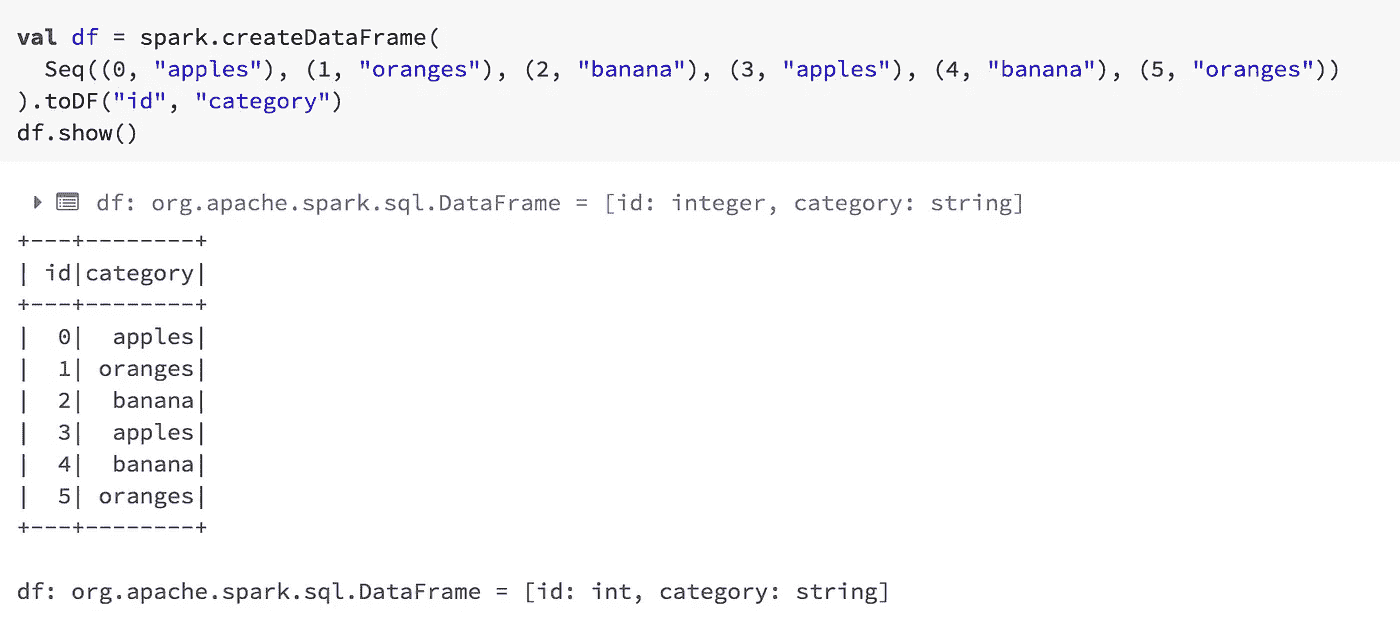 val df = spark.createDataFrame(
  Seq((0, "apples"), (1, "oranges"), (2, "banana"), (3, "apples"), (4, "banana"), (5, "oranges"))
).toDF("id", "category")
df.show()
df: org.apache.spark.sql.DataFrame = [id: integer, category: string]
+---+--------+
| id|category|
+---+--------+
|  0|  apples|
|  1| oranges|
|  2|  banana|
|  3|  apples|
|  4|  banana|
|  5| oranges|
+---+--------+
df: org.apache.spark.sql.DataFrame = [id: int, category: string]